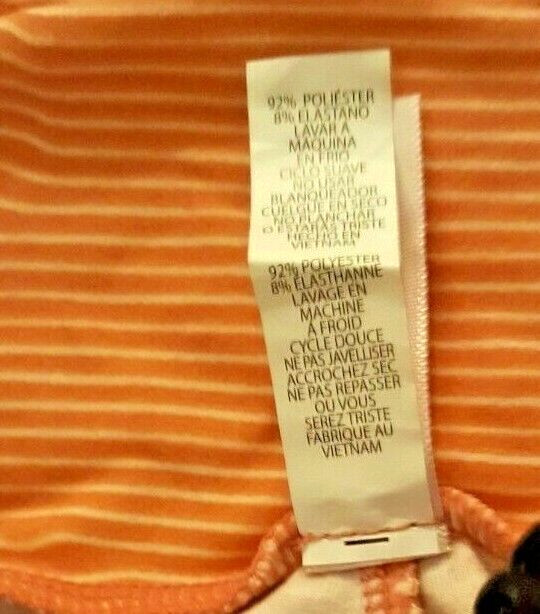 92% POLIÉSTER
8% ELASTANO
LAVAR A
MÁQUINA
EN FRIO
CICLO SUAVE
NO USAR
BLANQUEADOR
CUELGUE EN SECO
NO PLANCHAR
O ESTARÁS TRISTE
HECHO EN
VIETNAM
92% POLYESTER
8% ÉLASTHANNE
LAVAGE EN
MACHINE
À FROID
CYCLE DOUCE
NE PAS JAVELLISER
ACCROCHEZ SEC
NE PAS REPASSER
OU VOUS
SEREZ TRISTE
FABRIQUE AU
VIETNAM